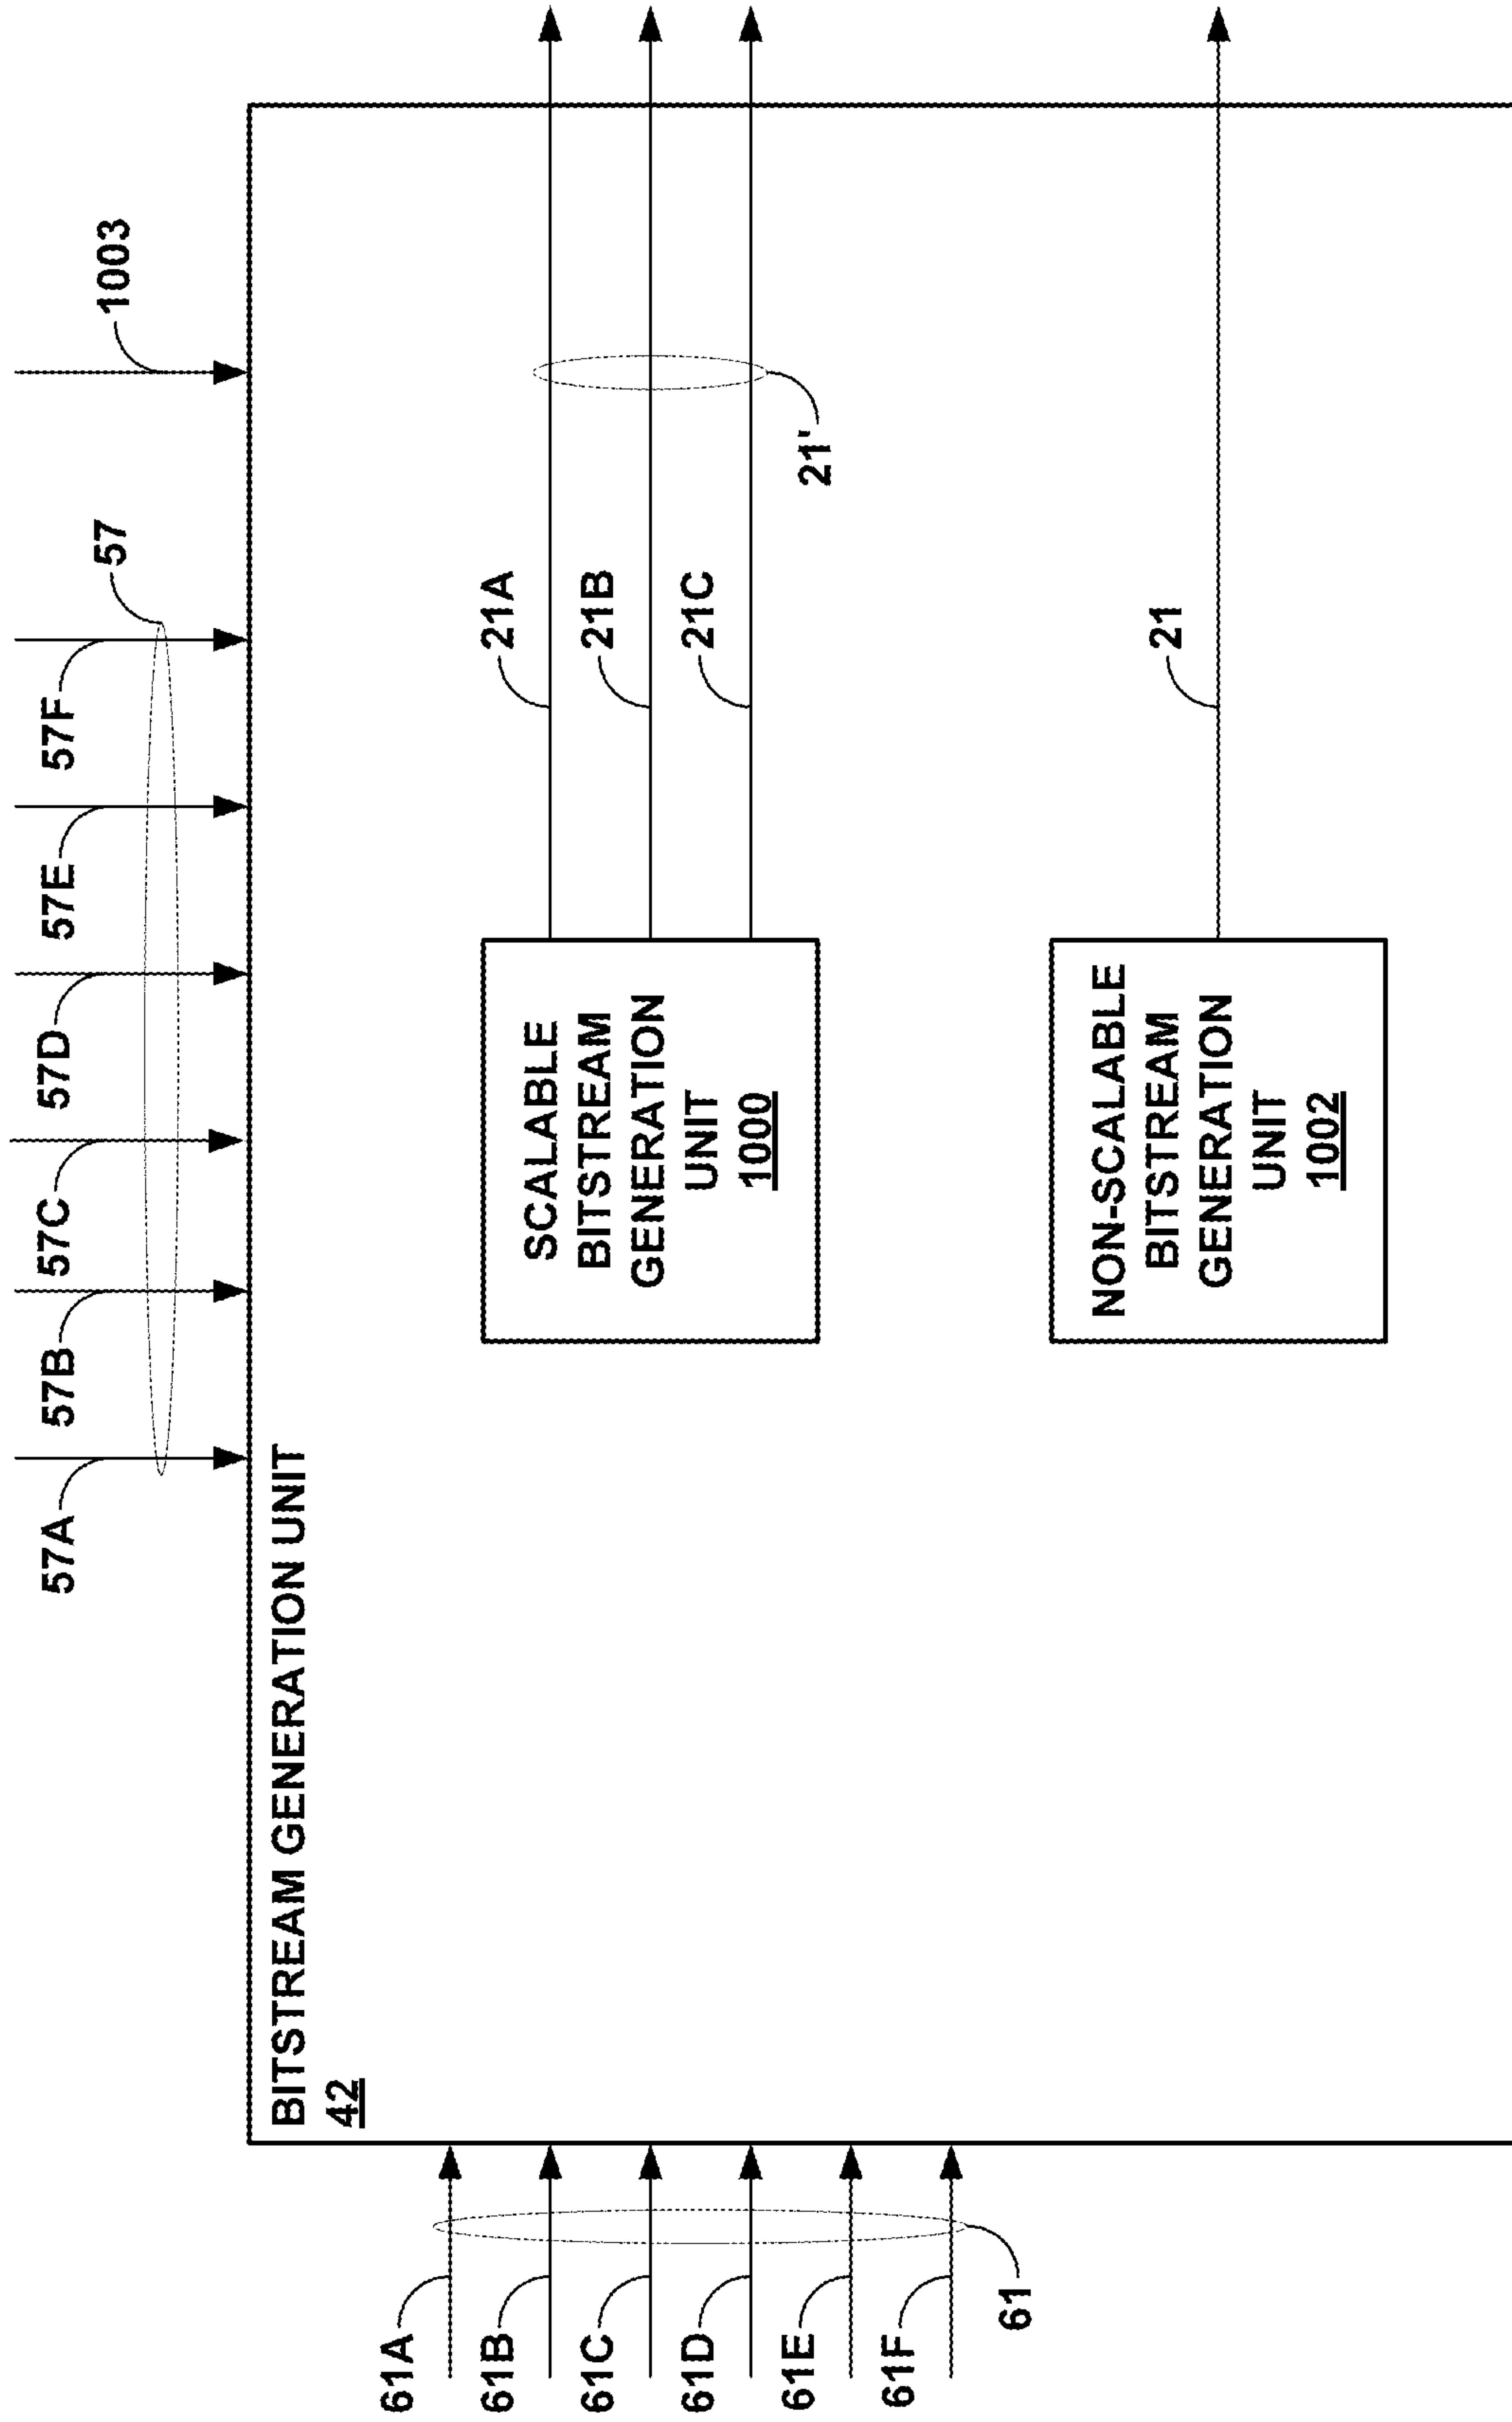 57A
57B
57C
57D
57E
57F
57
1003
BITSTREAM GENERATION UNIT
42
61A
61B
61C
61D
61E
61F
61
SCALABLE
BITSTREAM
GENERATION
UNIT
1000
21A
21B
21C
21'
NON-SCALABLE
BITSTREAM
GENERATION
UNIT
1002
21